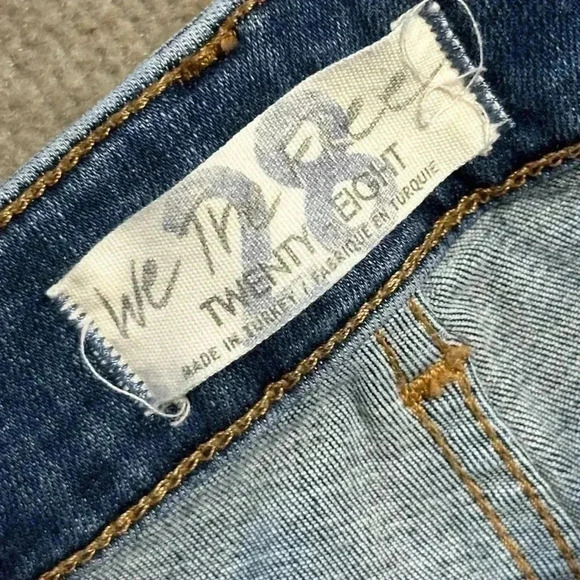 We The Free
28
TWENTY EIGHT
MADE IN TURKEY / FABRIQUE EN TURQUIE